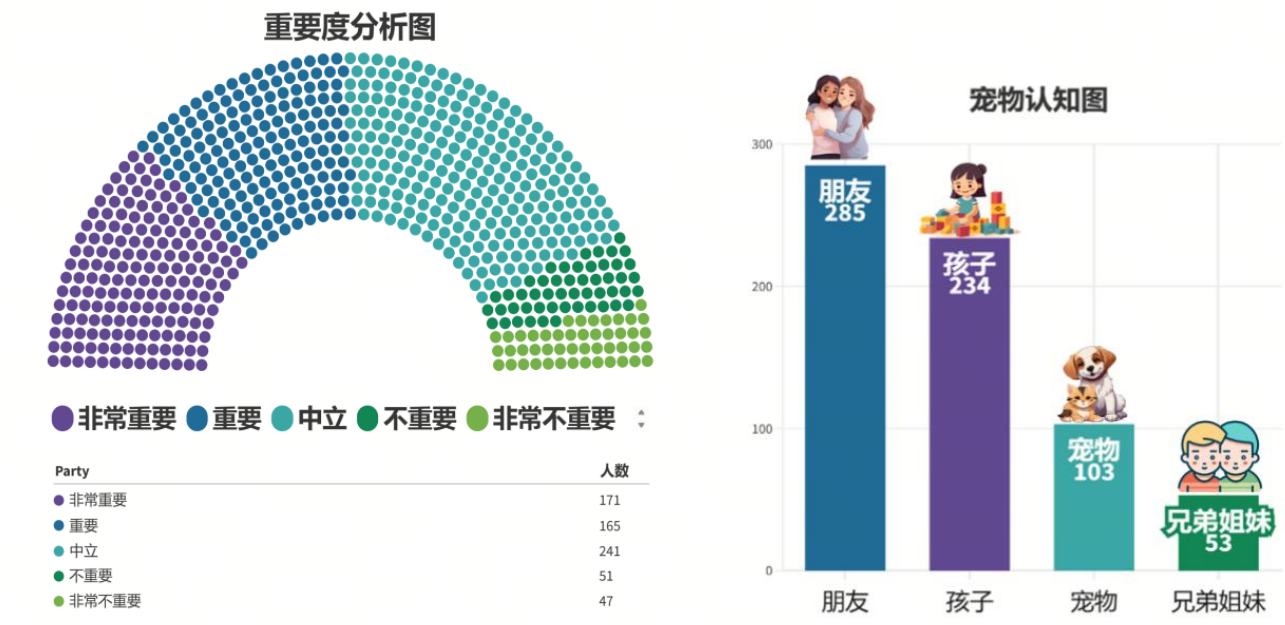 重要度分析图
非常重要 重要 中立 不重要 非常不重要
Party 人数
非常重要 171
重要 165
中立 241
不重要 51
非常不重要 47
宠物认知图
300
200
100
0
朋友
285
孩子
234
宠物
103
兄弟姐妹
53
朋友 孩子 宠物 兄弟姐妹